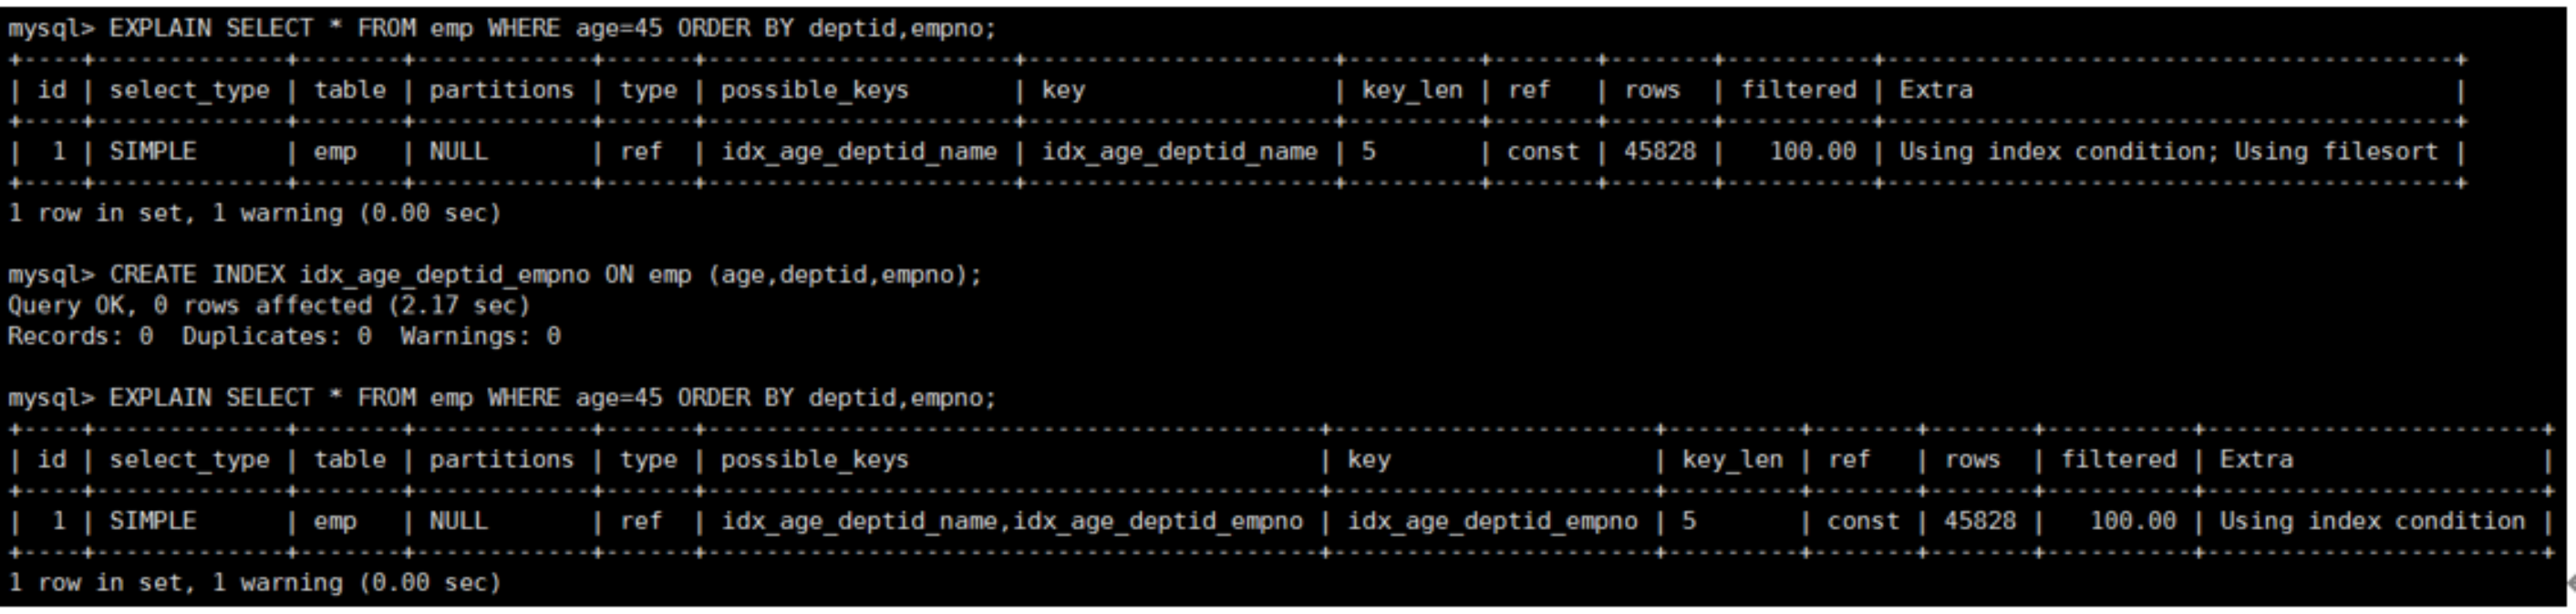 mysql> EXPLAIN SELECT * FROM emp WHERE age=45 ORDER BY deptid,empno;
+----+-------------+-------+------------+------+---------------------+---------------------+---------+-------+-------+----------+---------------------------------------+
| id | select_type | table | partitions | type | possible_keys       | key                 | key_len | ref   | rows  | filtered | Extra                                 |
+----+-------------+-------+------------+------+---------------------+---------------------+---------+-------+-------+----------+---------------------------------------+
|  1 | SIMPLE      | emp   | NULL       | ref  | idx_age_deptid_name | idx_age_deptid_name | 5       | const | 45828 |   100.00 | Using index condition; Using filesort |
+----+-------------+-------+------------+------+---------------------+---------------------+---------+-------+-------+----------+---------------------------------------+
1 row in set, 1 warning (0.00 sec)
mysql> CREATE INDEX idx_age_deptid_empno ON emp (age,deptid,empno);
Query OK, 0 rows affected (2.17 sec)
Records: 0  Duplicates: 0  Warnings: 0
mysql> EXPLAIN SELECT * FROM emp WHERE age=45 ORDER BY deptid,empno;
+----+-------------+-------+------------+------+------------------------------------------+----------------------+---------+-------+-------+----------+-----------------------+
| id | select_type | table | partitions | type | possible_keys                            | key                  | key_len | ref   | rows  | filtered | Extra                 |
+----+-------------+-------+------------+------+------------------------------------------+----------------------+---------+-------+-------+----------+-----------------------+
|  1 | SIMPLE      | emp   | NULL       | ref  | idx_age_deptid_name,idx_age_deptid_empno | idx_age_deptid_empno | 5       | const | 45828 |   100.00 | Using index condition |
+----+-------------+-------+------------+------+------------------------------------------+----------------------+---------+-------+-------+----------+-----------------------+
1 row in set, 1 warning (0.00 sec)